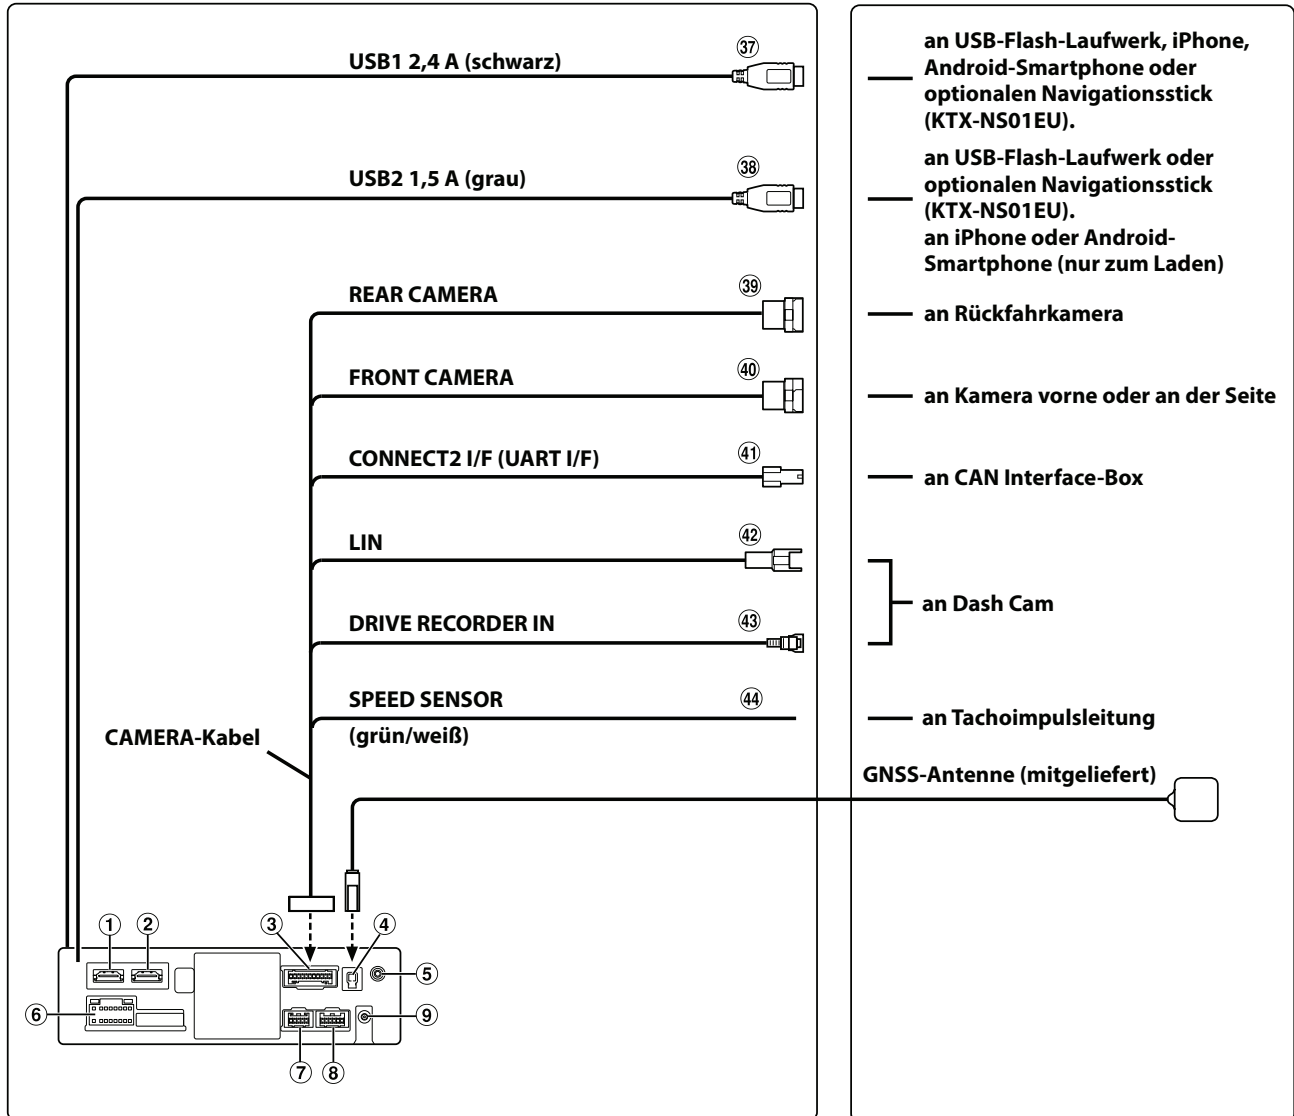 USB1 2,4 A (schwarz)
㊲
an USB-Flash-Laufwerk, iPhone,
Android-Smartphone oder
optionalen Navigationsstick
(KTX-NS01EU).
USB2 1,5 A (grau)
㊳
an USB-Flash-Laufwerk oder
optionalen Navigationsstick
(KTX-NS01EU).
an iPhone oder Android-
Smartphone (nur zum Laden)
REAR CAMERA
㊴
an Rückfahrkamera
FRONT CAMERA
㊵
an Kamera vorne oder an der Seite
CONNECT2 I/F (UART I/F)
㊶
an CAN Interface-Box
LIN
㊷
an Dash Cam
DRIVE RECORDER IN
㊸
SPEED SENSOR
(grün/weiß)
㊹
an Tachoimpulsleitung
CAMERA-Kabel
GNSS-Antenne (mitgeliefert)
① ② ③ ④
⑤
⑥ ⑨
⑦ ⑧